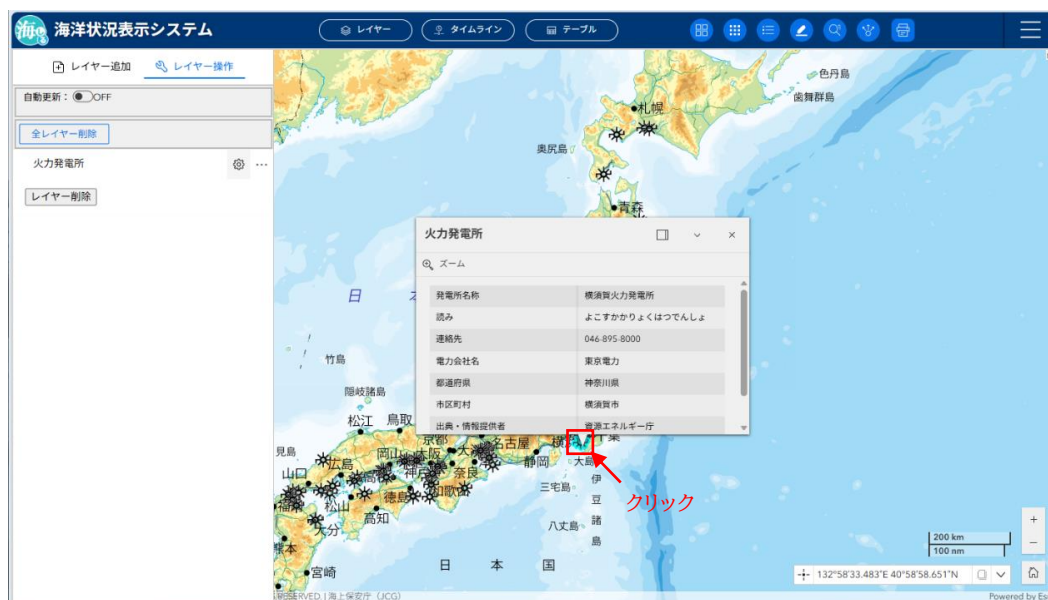 海しる 海洋状況表示システム
レイヤー タイムライン テーブル
レイヤー追加 レイヤー操作
自動更新： OFF
全レイヤー削除
火力発電所
レイヤー削除
色丹島
歯舞群島
札幌
奥尻島
青森
火力発電所
ズーム
発電所名称 横須賀火力発電所
読み よこすかかりょくはつでんしょ
連絡先 046-895-8000
電力会社名 東京電力
都道府県 神奈川県
市区町村 横須賀市
出典・情報提供者 資源エネルギー庁
日
竹島
隠岐諸島
松江 鳥取
京都 名古屋 横 千葉
見島
広島 岡山 大阪 静岡 大島
山口 神戸 奈良
徳島 和歌山
三宅島
伊
豆
諸
島
クリック
福岡 松山
高知
大分
八丈島
熊本
宮崎
日 本 国
200 km
100 nm
132°58'33.483"E 40°58'58.651"N
RESERVED | 海上保安庁 (JCG)
Powered by Es